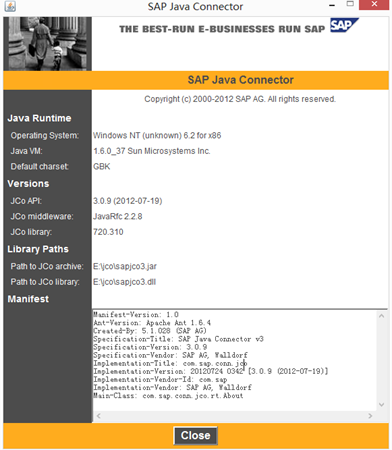 SAP Java Connector
THE BEST-RUN E-BUSINESSES RUN SAP SAP
SAP Java Connector
Copyright (c) 2000-2012 SAP AG. All rights reserved.
Java Runtime
Operating System: Windows NT (unknown) 6.2 for x86
Java VM: 1.6.0_37 Sun Microsystems Inc.
Default charset: GBK
Versions
JCo API: 3.0.9 (2012-07-19)
JCo middleware: JavaRfc 2.2.8
JCo library: 720.310
Library Paths
Path to JCo archive: E:\jco\sapjco3.jar
Path to JCo library: E:\jco\sapjco3.dll
Manifest
Manifest-Version: 1.0
Ant-Version: Apache Ant 1.6.4
Created-By: 5.1.028 (SAP AG)
Specification-Title: SAP Java Connector v3
Specification-Version: 3.0.9
Specification-Vendor: SAP AG, Walldorf
Implementation-Title: com.sap.conn.jco
Implementation-Version: 20120724 0342 [3.0.9 (2012-07-19)]
Implementation-Vendor-Id: com.sap
Implementation-Vendor: SAP AG, Walldorf
Main-Class: com.sap.conn.jco.rt.About
Close